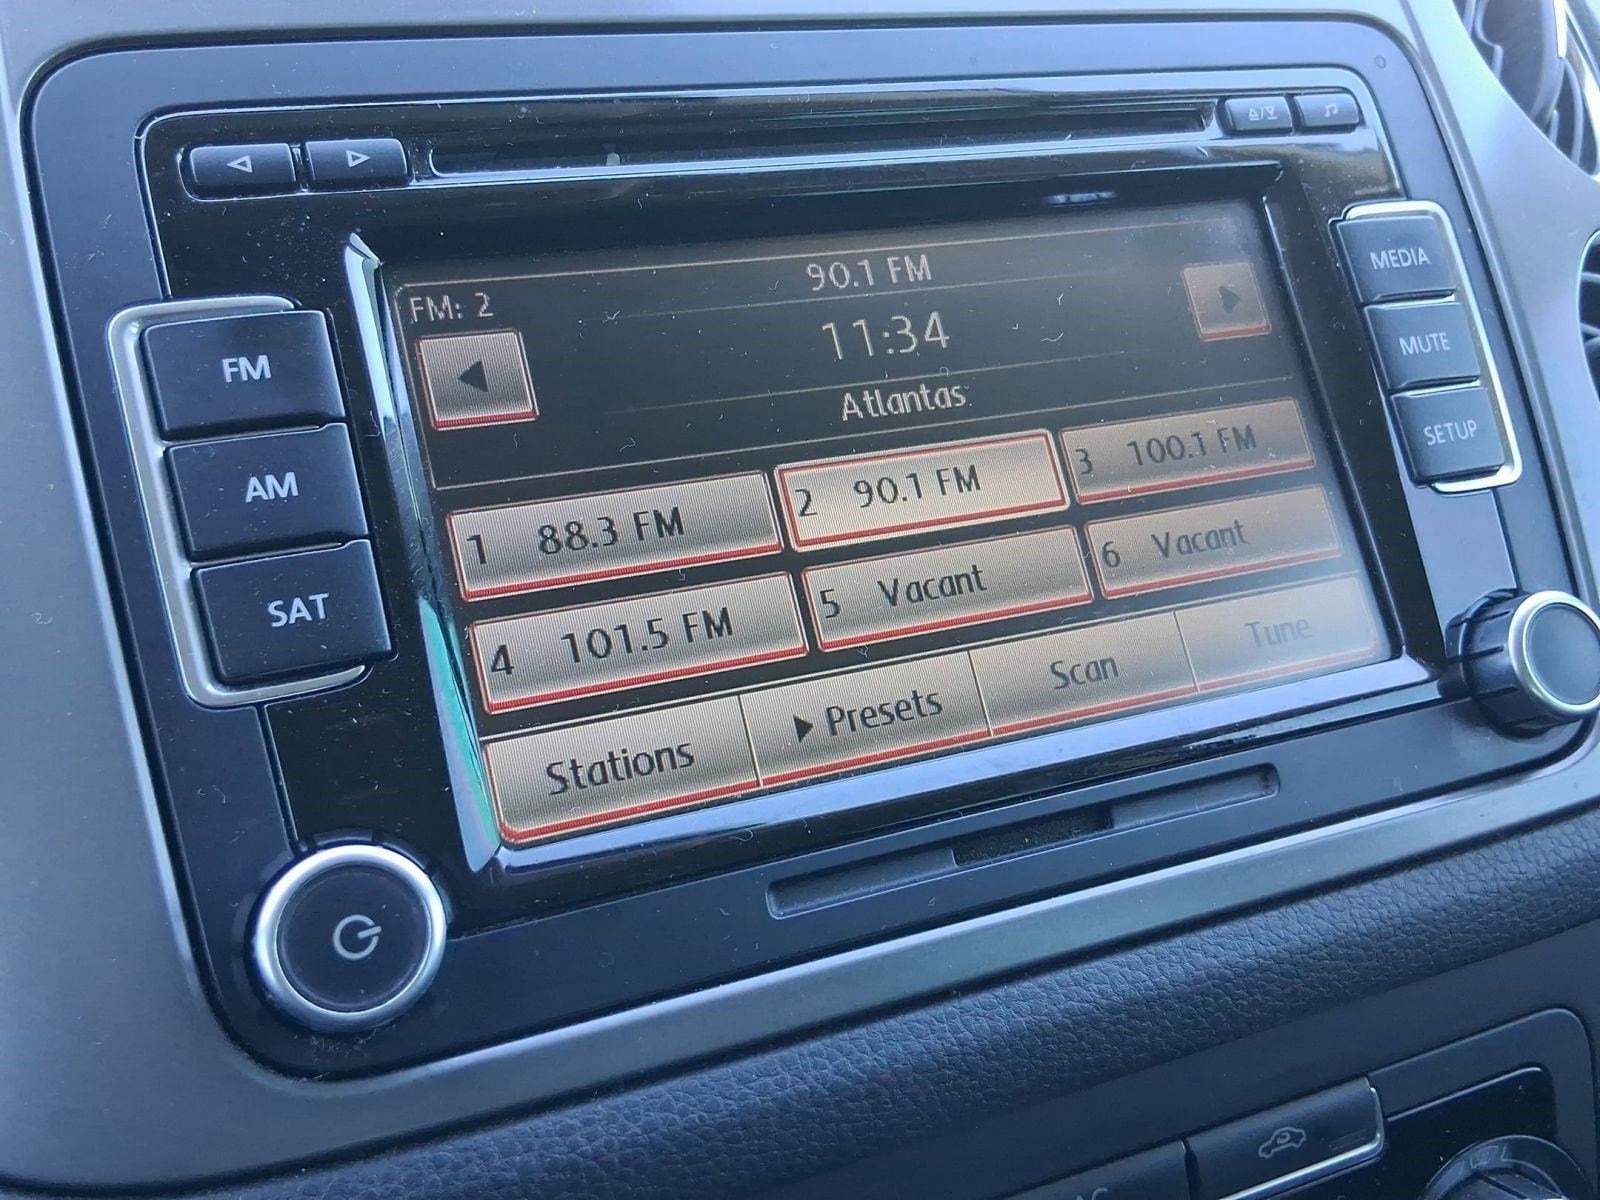 90.1 FM
FM: 2
11:34
Atlantas
1 88.3 FM
2 90.1 FM
3 100.1 FM
4 101.5 FM
5 Vacant
6 Vacant
Stations
Presets
Scan
Tune
FM
AM
SAT
MEDIA
MUTE
SETUP